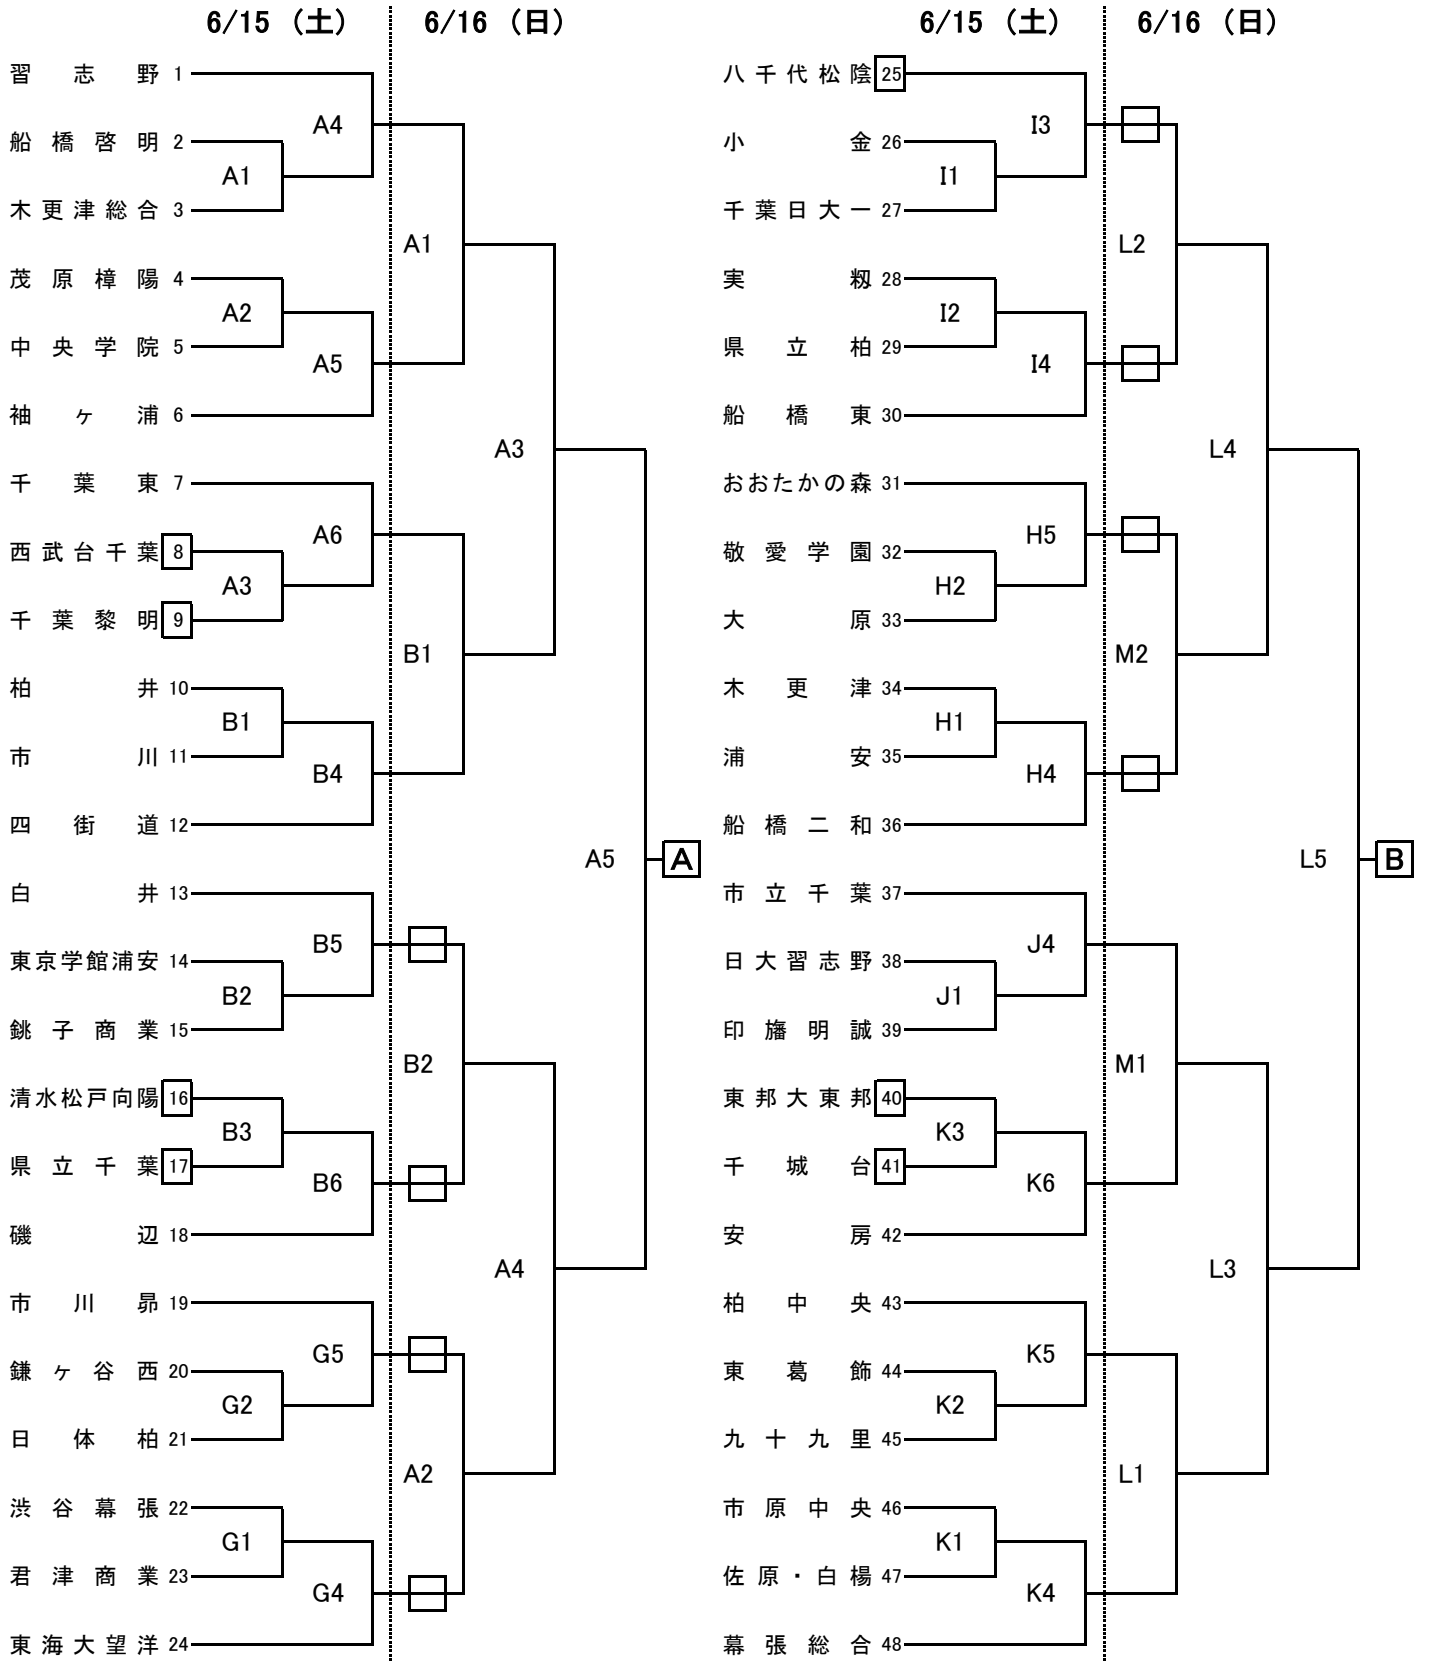 6/15 （土） 6/16 （日）
習志野 1
A4
船橋啓明 2
A1
木更津総合 3
A1
茂原樟陽 4
A2
中央学院 5
A5
袖ヶ浦 6
A3
千葉東 7
A6
西武台千葉 8
A3
千葉黎明 9
B1
柏井 10
B1
市川 11
B4
四街道 12
A5 A
白井 13
B5
東京学館浦安 14
B2
銚子商業 15
B2
清水松戸向陽 16
B3
県立千葉 17
B6
磯辺 18
A4
市川昴 19
G5
鎌ヶ谷西 20
G2
日体柏 21
A2
渋谷幕張 22
G1
君津商業 23
G4
東海大望洋 24
6/15 （土） 6/16 （日）
八千代松陰 25
I3
小金 26
I1
千葉日大一 27
L2
実籾 28
I2
県立柏 29
I4
船橋東 30
L4
おおたかの森 31
H5
敬愛学園 32
H2
大原 33
M2
木更津 34
H1
浦安 35
H4
船橋二和 36
L5 B
市立千葉 37
J4
日大習志野 38
J1
印旛明誠 39
M1
東邦大東邦 40
K3
千城台 41
K6
安房 42
L3
柏中央 43
K5
東葛飾 44
K2
九十九里 45
L1
市原中央 46
K1
佐原・白楊 47
K4
幕張総合 48